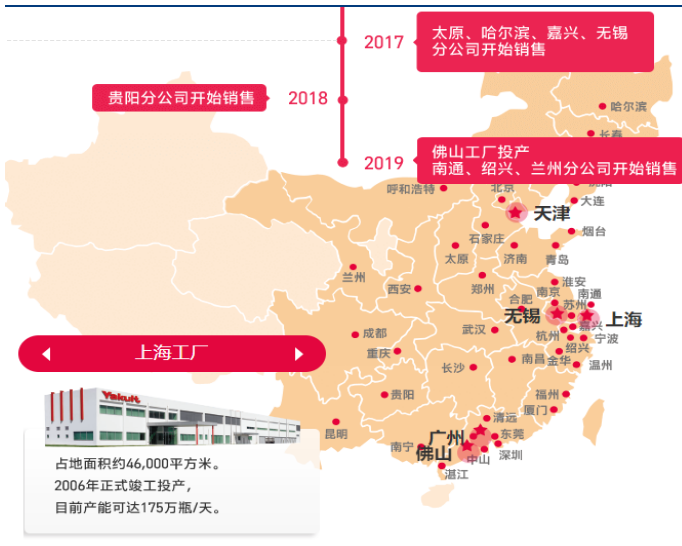 2017
太原、哈尔滨、嘉兴、无锡
分公司开始销售
贵阳分公司开始销售
2018
2019
佛山工厂投产
南通、绍兴、兰州分公司开始销售
哈尔滨
长春
沈阳
呼和浩特
北京
大连
天津
烟台
石家庄
太原
济南
青岛
兰州
西安
郑州
淮安
合肥
南京
南通
苏州
无锡
上海
嘉兴
武汉
杭州
宁波
绍兴
成都
重庆
南昌
金华
温州
长沙
贵阳
福州
厦门
昆明
清远
广州
东莞
南宁
佛山
中山
深圳
湛江
上海工厂
Yakult
占地面积约46,000平方米。
2006年正式竣工投产，
目前产能可达175万瓶/天。